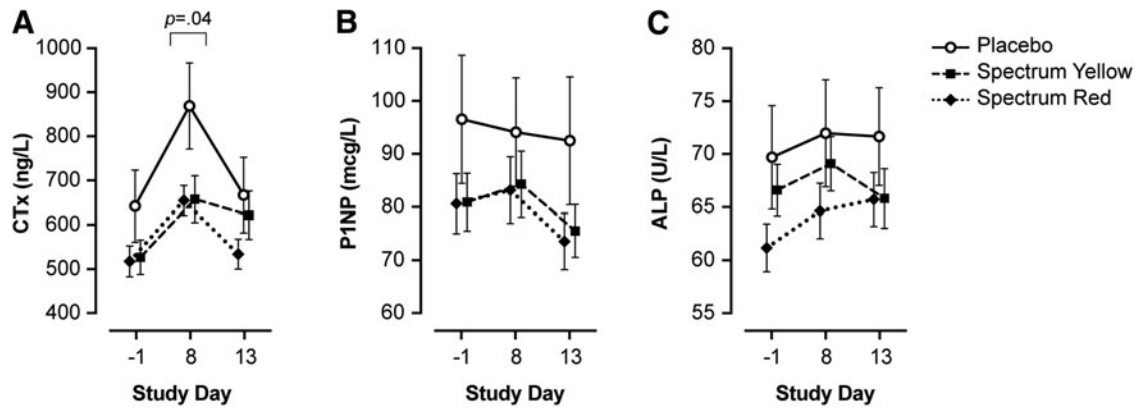 A
p=.04
CTx (ng/L)
1000
900
800
700
600
500
400
-1 8 13
Study Day
B
P1NP (mcg/L)
110
100
90
80
70
60
-1 8 13
Study Day
C
ALP (U/L)
80
75
70
65
60
55
-1 8 13
Study Day
Placebo
Spectrum Yellow
Spectrum Red